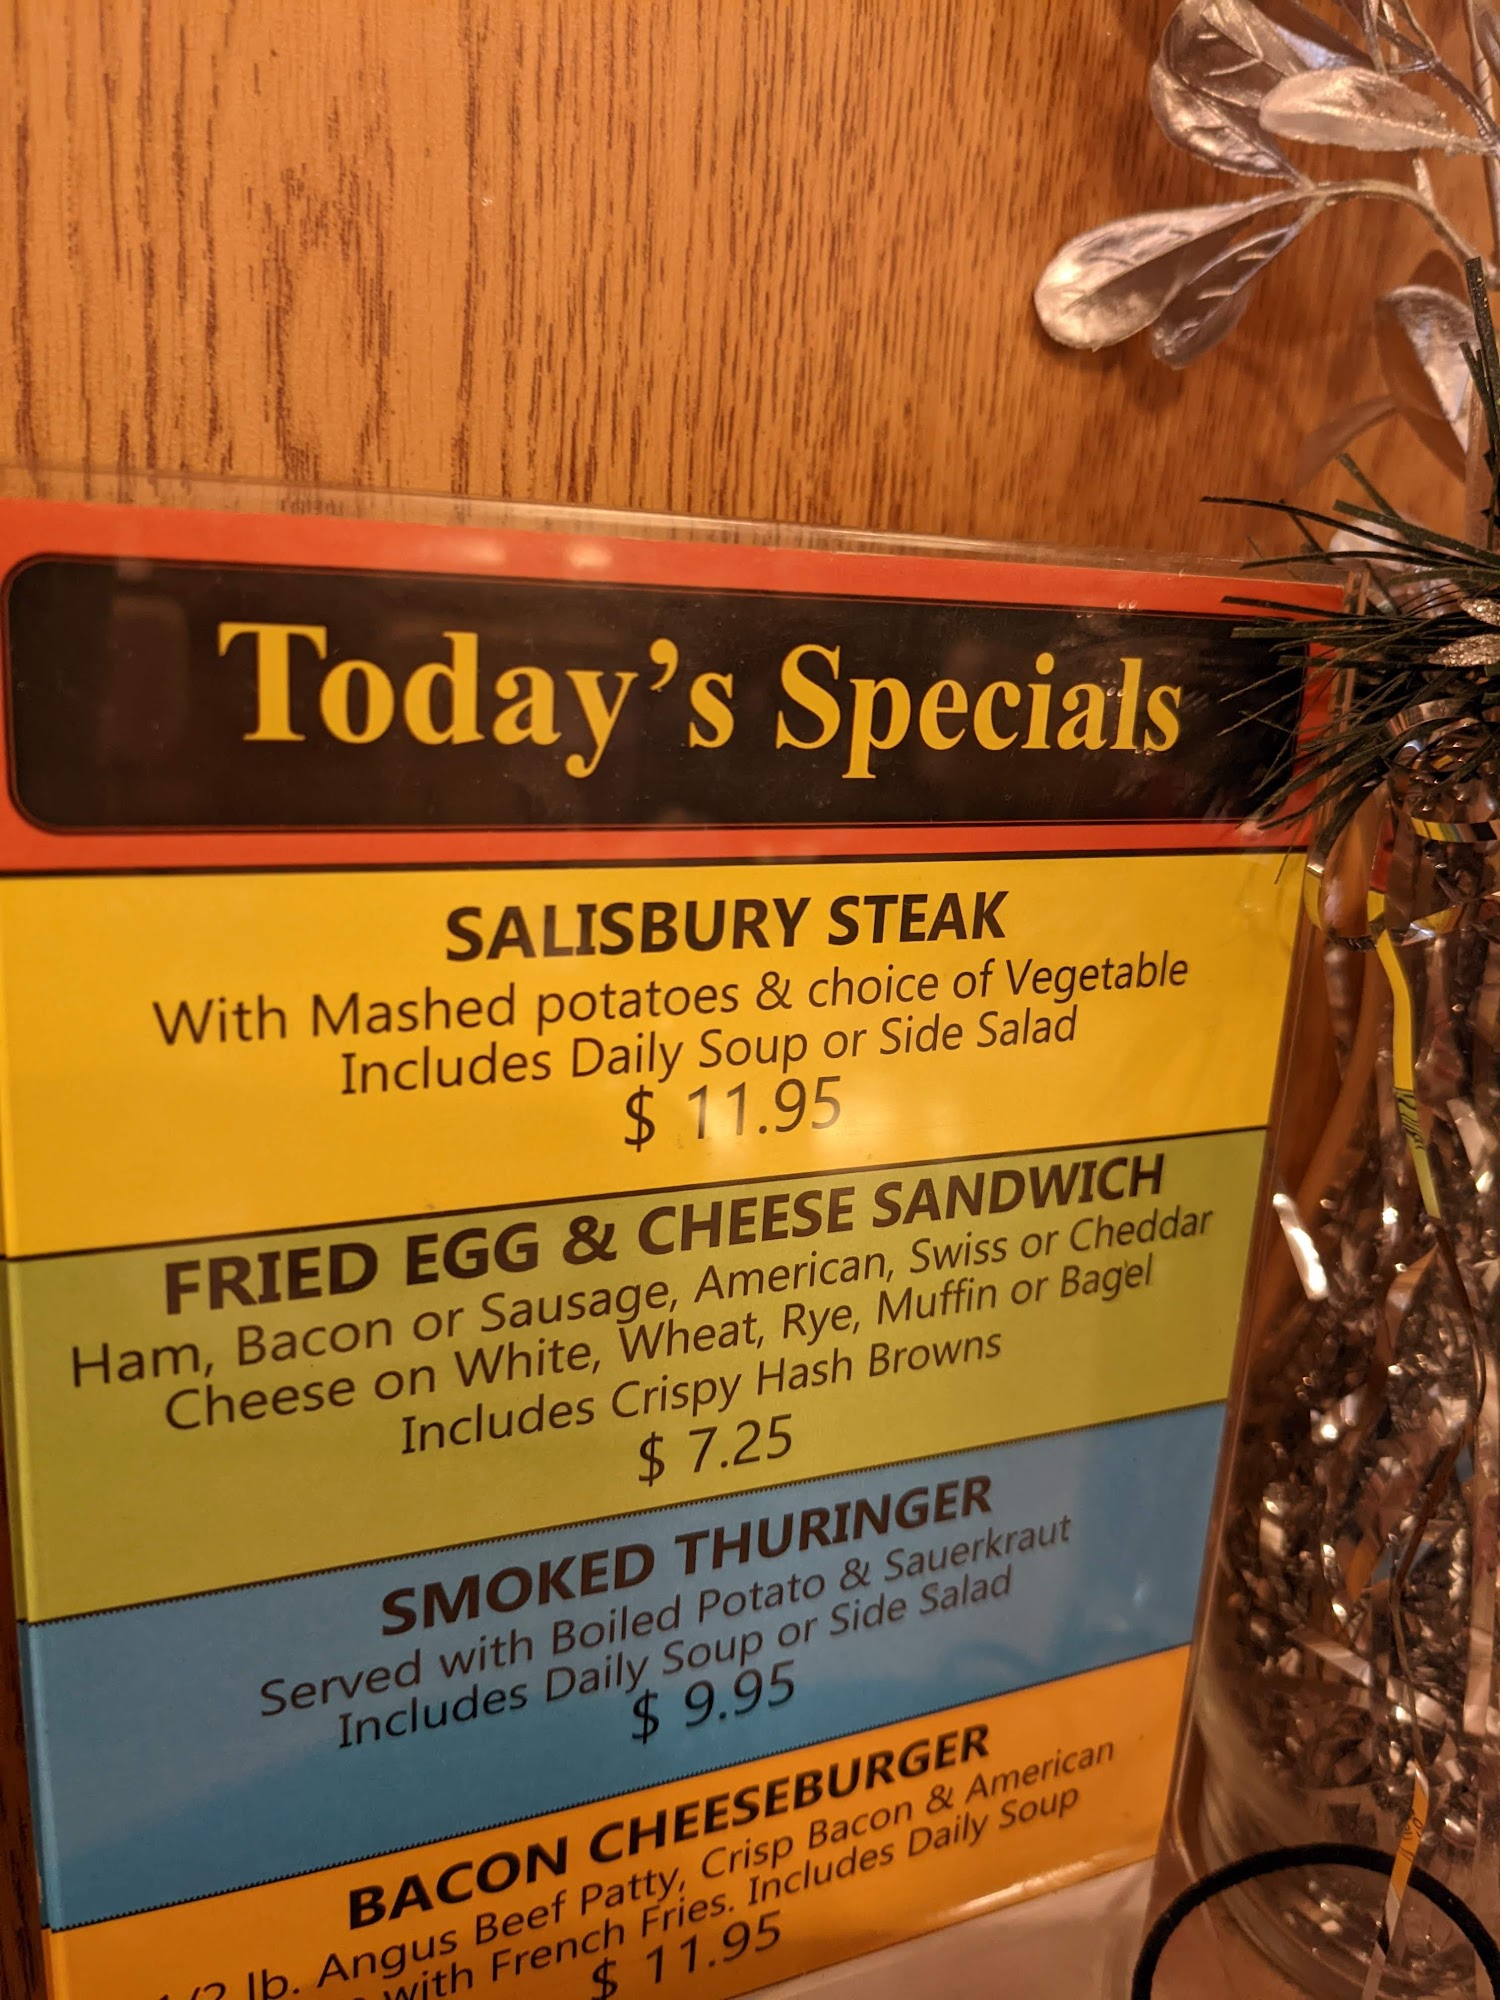 Today's Specials
SALISBURY STEAK
With Mashed potatoes & choice of Vegetable
Includes Daily Soup or Side Salad
$ 11.95
FRIED EGG & CHEESE SANDWICH
Ham, Bacon or Sausage, American, Swiss or Cheddar
Cheese on White, Wheat, Rye, Muffin or Bagel
Includes Crispy Hash Browns
$ 7.25
SMOKED THURINGER
Served with Boiled Potato & Sauerkraut
Includes Daily Soup or Side Salad
$ 9.95
BACON CHEESEBURGER
1/2 lb. Angus Beef Patty, Crisp Bacon & American
with French Fries. Includes Daily Soup
$ 11.95